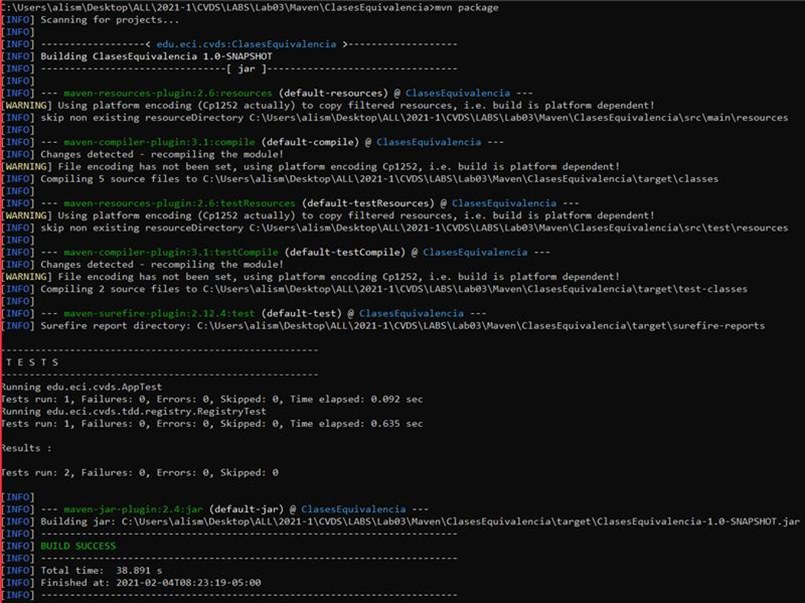 C:\Users\alism\Desktop\ALL\2021-1\CVDS\LABS\Lab03\Maven\ClasesEquivalencia>mvn package
[INFO] Scanning for projects...
[INFO]
[INFO] ------------------< edu.eci.cvds:ClasesEquivalencia >-------------------
[INFO] Building ClasesEquivalencia 1.0-SNAPSHOT
[INFO] --------------------------------[ jar ]---------------------------------
[INFO]
[INFO] --- maven-resources-plugin:2.6:resources (default-resources) @ ClasesEquivalencia ---
[WARNING] Using platform encoding (Cp1252 actually) to copy filtered resources, i.e. build is platform dependent!
[INFO] skip non existing resourceDirectory C:\Users\alism\Desktop\ALL\2021-1\CVDS\LABS\Lab03\Maven\ClasesEquivalencia\src\main\resources
[INFO]
[INFO] --- maven-compiler-plugin:3.1:compile (default-compile) @ ClasesEquivalencia ---
[INFO] Changes detected - recompiling the module!
[WARNING] File encoding has not been set, using platform encoding Cp1252, i.e. build is platform dependent!
[INFO] Compiling 5 source files to C:\Users\alism\Desktop\ALL\2021-1\CVDS\LABS\Lab03\Maven\ClasesEquivalencia\target\classes
[INFO]
[INFO] --- maven-resources-plugin:2.6:testResources (default-testResources) @ ClasesEquivalencia ---
[WARNING] Using platform encoding (Cp1252 actually) to copy filtered resources, i.e. build is platform dependent!
[INFO] skip non existing resourceDirectory C:\Users\alism\Desktop\ALL\2021-1\CVDS\LABS\Lab03\Maven\ClasesEquivalencia\src\test\resources
[INFO]
[INFO] --- maven-compiler-plugin:3.1:testCompile (default-testCompile) @ ClasesEquivalencia ---
[INFO] Changes detected - recompiling the module!
[WARNING] File encoding has not been set, using platform encoding Cp1252, i.e. build is platform dependent!
[INFO] Compiling 2 source files to C:\Users\alism\Desktop\ALL\2021-1\CVDS\LABS\Lab03\Maven\ClasesEquivalencia\target\test-classes
[INFO]
[INFO] --- maven-surefire-plugin:2.12.4:test (default-test) @ ClasesEquivalencia ---
[INFO] Surefire report directory: C:\Users\alism\Desktop\ALL\2021-1\CVDS\LABS\Lab03\Maven\ClasesEquivalencia\target\surefire-reports
-------------------------------------------------------
T E S T S
-------------------------------------------------------
Running edu.eci.cvds.AppTest
Tests run: 1, Failures: 0, Errors: 0, Skipped: 0, Time elapsed: 0.092 sec
Running edu.eci.cvds.tdd.registry.RegistryTest
Tests run: 1, Failures: 0, Errors: 0, Skipped: 0, Time elapsed: 0.635 sec
Results :
Tests run: 2, Failures: 0, Errors: 0, Skipped: 0
[INFO]
[INFO] --- maven-jar-plugin:2.4:jar (default-jar) @ ClasesEquivalencia ---
[INFO] Building jar: C:\Users\alism\Desktop\ALL\2021-1\CVDS\LABS\Lab03\Maven\ClasesEquivalencia\target\ClasesEquivalencia-1.0-SNAPSHOT.jar
[INFO] ------------------------------------------------------------------------
[INFO] BUILD SUCCESS
[INFO] ------------------------------------------------------------------------
[INFO] Total time:  38.891 s
[INFO] Finished at: 2021-02-04T08:23:19-05:00
[INFO] ------------------------------------------------------------------------